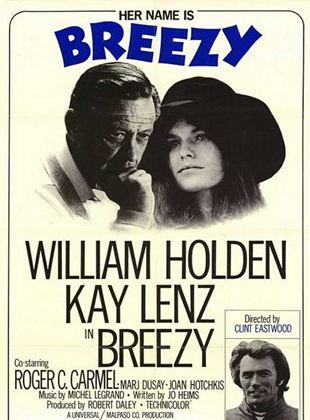 HER NAME IS
BREEZY
WILLIAM HOLDEN
KAY LENZ
in
BREEZY
Directed by
CLINT EASTWOOD
Co-starring
ROGER C. CARMEL • MARJ DUSAY • JOAN HOTCHKIS
Music by MICHEL LEGRAND • Written by JO HEIMS
Produced by ROBERT DALEY • TECHNICOLOR®
A UNIVERSAL / MALPASO CO. PRODUCTION